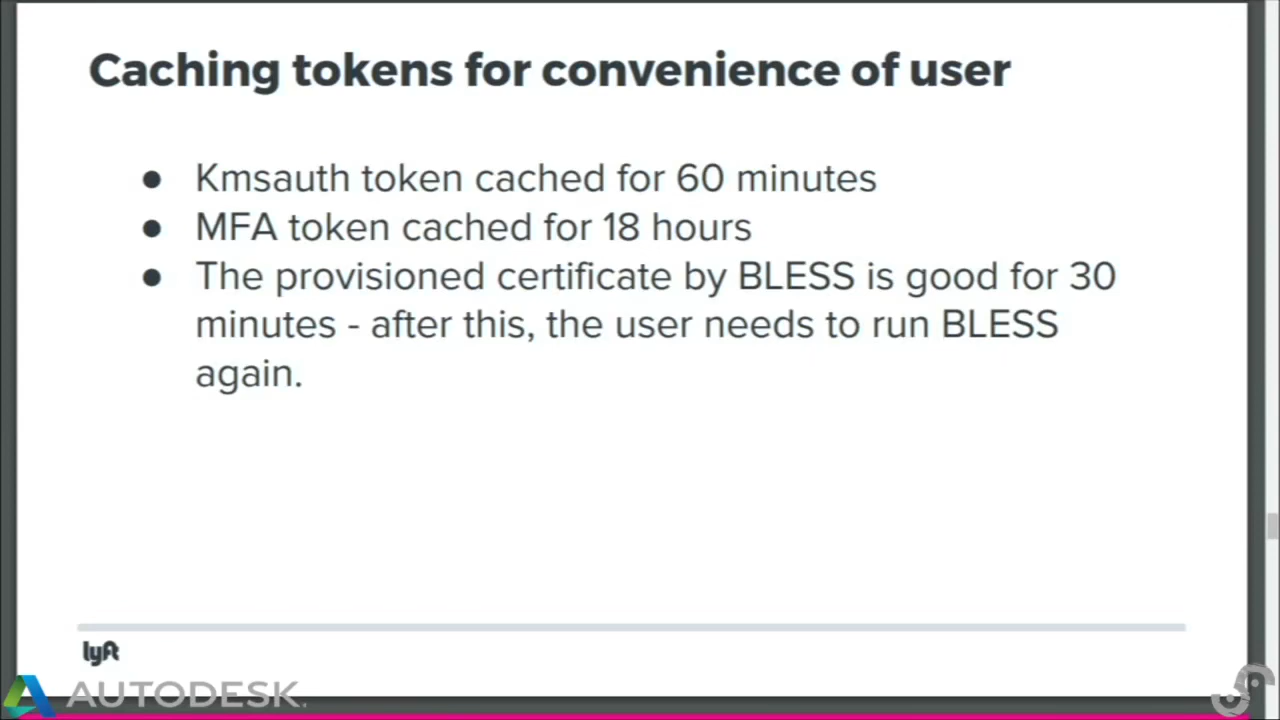 Caching tokens for convenience of user
● Kmsauth token cached for 60 minutes
● MFA token cached for 18 hours
● The provisioned certificate by BLESS is good for 30
minutes - after this, the user needs to run BLESS
again.
lyft
AUTODESK.